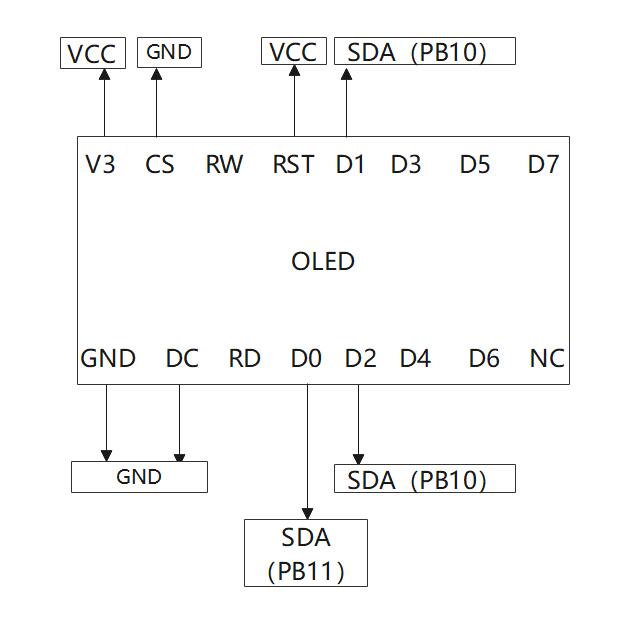 VCC GND VCC SDA（PB10）
V3 CS RW RST D1 D3 D5 D7
OLED
GND DC RD D0 D2 D4 D6 NC
GND SDA（PB10）
SDA
（PB11）